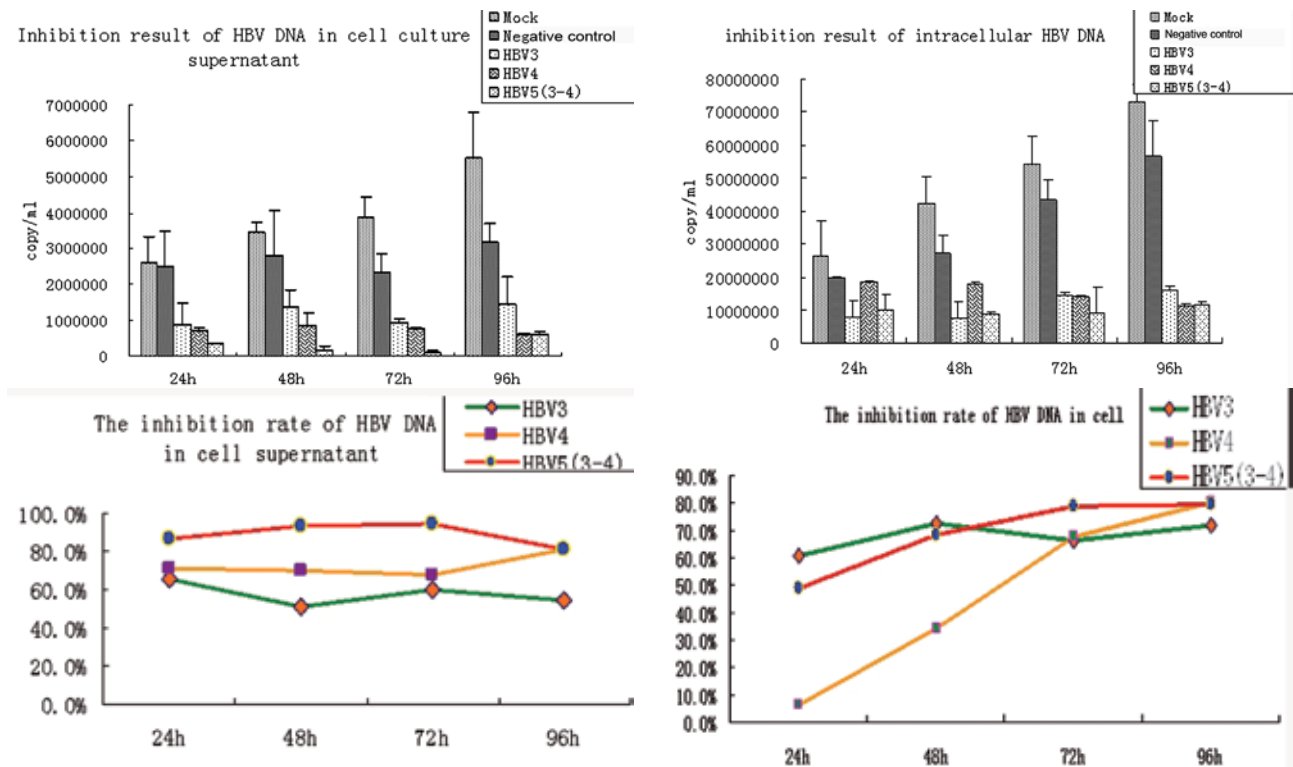 Inhibition result of HBV DNA in cell culture
supernatant
Mock
Negative control
HBV3
HBV4
HBV5(3-4)
copy/ml
7000000
6000000
5000000
4000000
3000000
2000000
1000000
0
24h
48h
72h
96h
inhibition result of intracellular HBV DNA
Mock
Negative control
HBV3
HBV4
HBV5(3-4)
copy/ml
80000000
70000000
60000000
50000000
40000000
30000000
20000000
10000000
0
24h
48h
72h
96h
The inhibition rate of HBV DNA
in cell supernatant
HBV3
HBV4
HBV5(3-4)
100.0%
80.0%
60.0%
40.0%
20.0%
0.0%
24h
48h
72h
96h
The inhibition rate of HBV DNA in cell
HBV3
HBV4
HBV5(3-4)
90.0%
80.0%
70.0%
60.0%
50.0%
40.0%
30.0%
20.0%
10.0%
0.0%
24h
48h
72h
96h